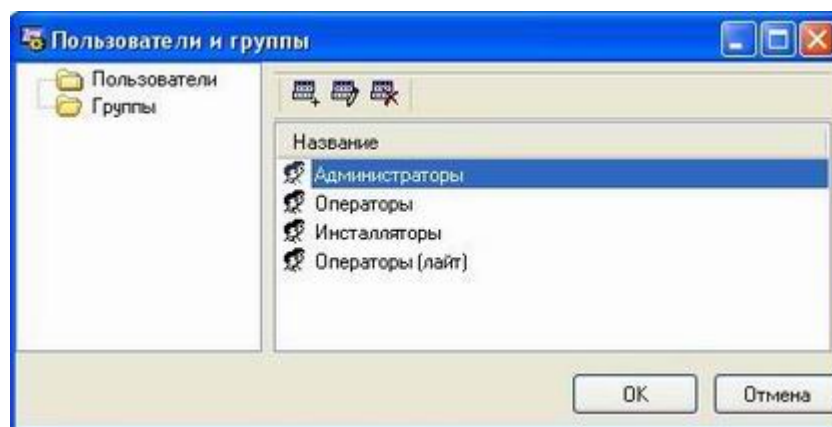 Пользователи и группы
Пользователи
Группы
Название
Администраторы
Операторы
Инсталляторы
Операторы (лайт)
OK
Отмена